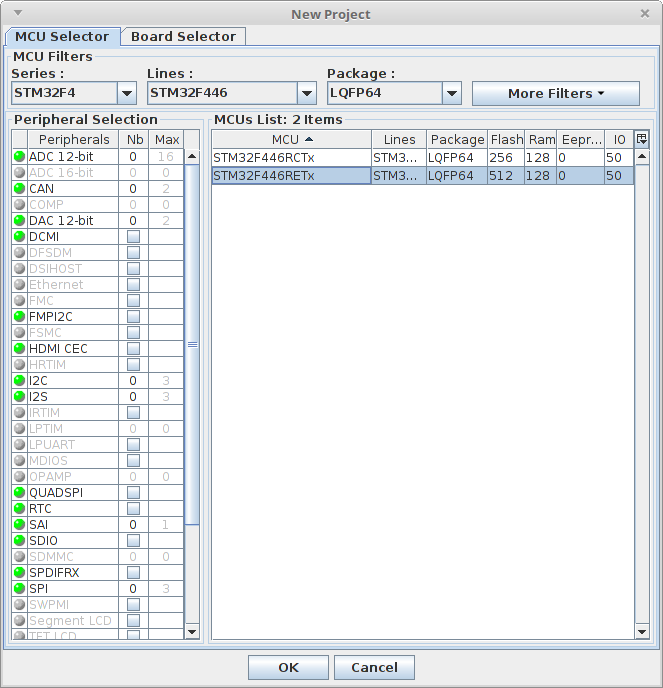 New Project
MCU Selector Board Selector
MCU Filters
Series : Lines : Package :
STM32F4 STM32F446 LQFP64 More Filters
Peripheral Selection
Peripherals Nb Max
ADC 12-bit 0 16
ADC 16-bit 0 0
CAN 0 2
COMP 0 0
DAC 12-bit 0 2
DCMI
DFSDM
DSIHOST
Ethernet
FMC
FMPI2C
FSMC
HDMI CEC
HRTIM
I2C 0 3
I2S 0 3
IRTIM
LPTIM 0 0
LPUART
MDIOS
OPAMP 0 0
QUADSPI
RTC
SAI 0 1
SDIO
SDMMC 0 0
SPDIFRX
SPI 0 3
SWPMI
Segment LCD
TFT LCD
MCUs List: 2 Items
MCU Lines Package Flash Ram Eepr... IO
STM32F446RCTx STM3... LQFP64 256 128 0 50
STM32F446RETx STM3... LQFP64 512 128 0 50
OK Cancel